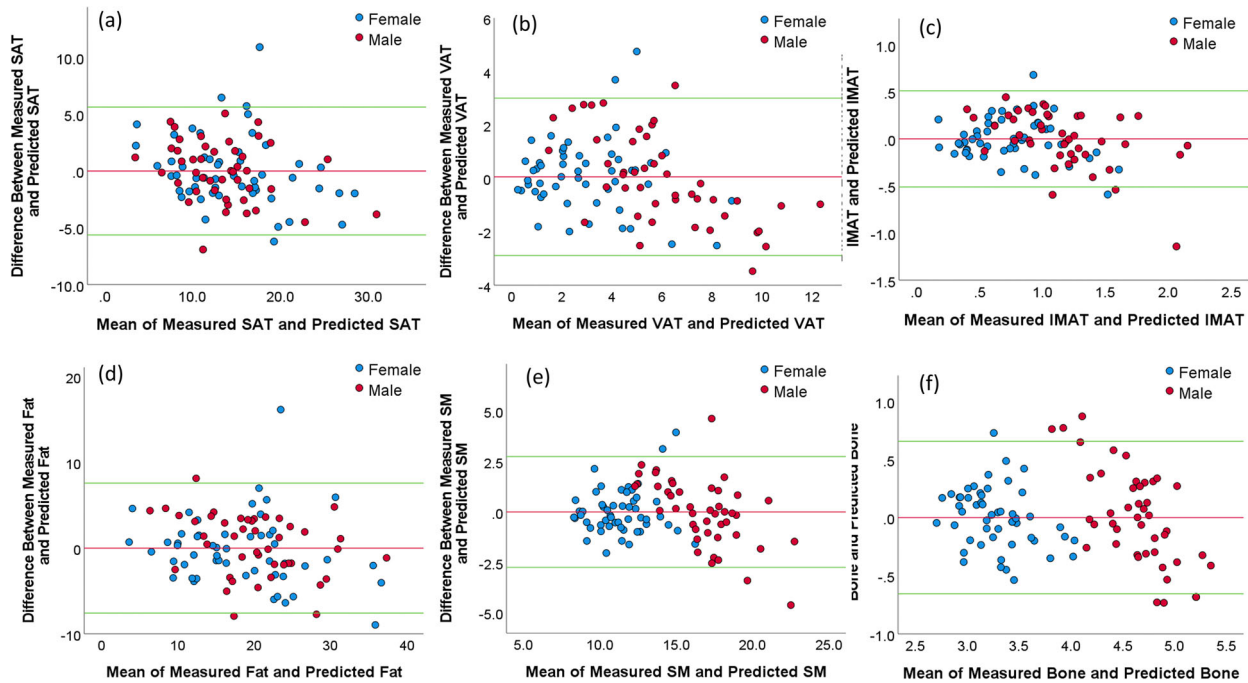 (a)
Female
Male
Difference Between Measured SAT
and Predicted SAT
10.0
5.0
.0
-5.0
-10.0
.0 10.0 20.0 30.0
Mean of Measured SAT and Predicted SAT
(b)
Female
Male
Difference Between Measured VAT
and Predicted VAT
6
4
2
0
-2
-4
0 2 4 6 8 10 12
Mean of Measured VAT and Predicted VAT
(c)
Female
Male
IMAT and Predicted IMAT
1.0
.5
.0
-.5
-1.0
-1.5
.0 .5 1.0 1.5 2.0 2.5
Mean of Measured IMAT and Predicted IMAT
(d)
Female
Male
Difference Between Measured Fat
and Predicted Fat
20
10
0
-10
0 10 20 30 40
Mean of Measured Fat and Predicted Fat
(e)
Female
Male
Difference Between Measured SM
and Predicted SM
5.0
2.5
.0
-2.5
-5.0
5.0 10.0 15.0 20.0 25.0
Mean of Measured SM and Predicted SM
(f)
Female
Male
Bone and Predicted Bone
1.0
.5
.0
-.5
-1.0
2.5 3.0 3.5 4.0 4.5 5.0 5.5
Mean of Measured Bone and Predicted Bone